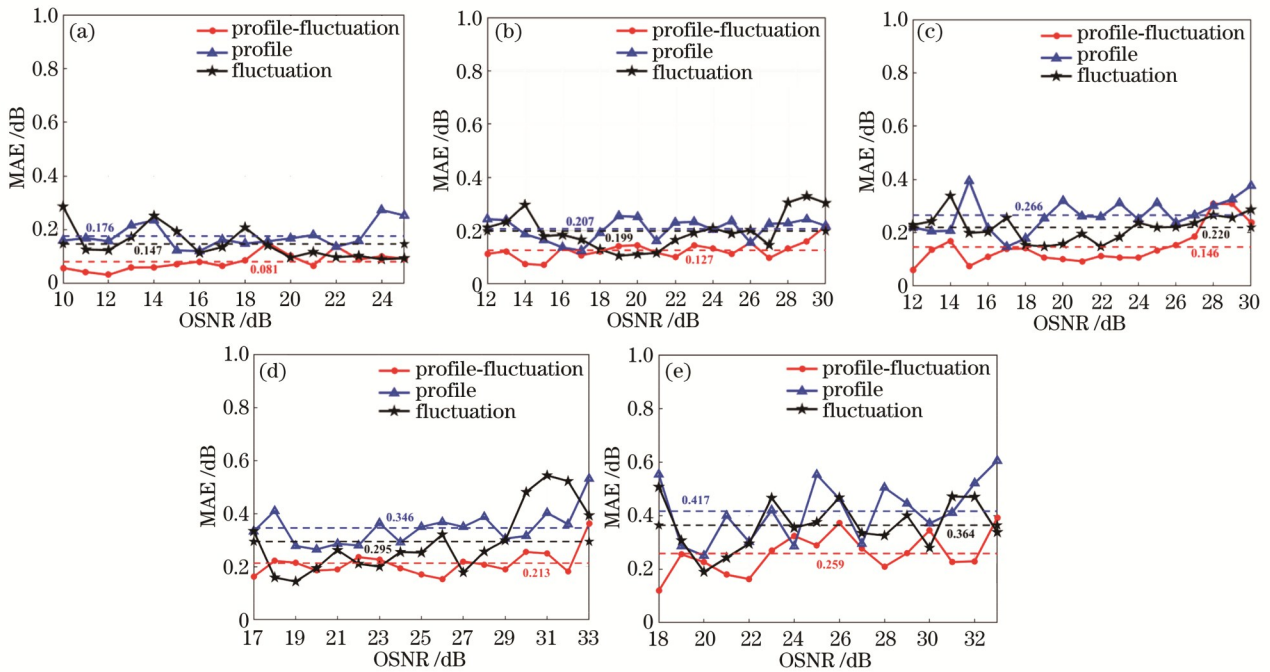 (a)
profile-fluctuation
profile
fluctuation
MAE /dB
1.0
0.8
0.6
0.4
0.2
0
0.176
0.147
0.081
10 12 14 16 18 20 22 24
OSNR /dB
(b)
profile-fluctuation
profile
fluctuation
MAE /dB
1.0
0.8
0.6
0.4
0.2
0
0.207
0.199
0.127
12 14 16 18 20 22 24 26 28 30
OSNR /dB
(c)
profile-fluctuation
profile
fluctuation
MAE /dB
1.0
0.8
0.6
0.4
0.2
0
0.266
0.220
0.146
12 14 16 18 20 22 24 26 28 30
OSNR /dB
(d)
profile-fluctuation
profile
fluctuation
MAE /dB
1.0
0.8
0.6
0.4
0.2
0
0.346
0.295
0.213
17 19 21 23 25 27 29 31 33
OSNR /dB
(e)
profile-fluctuation
profile
fluctuation
MAE /dB
1.0
0.8
0.6
0.4
0.2
0
0.417
0.364
0.259
18 20 22 24 26 28 30 32
OSNR /dB